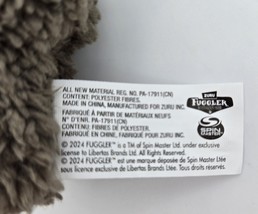 ALL NEW MATERIAL REG. NO. PA-17911(CN)
CONTENT: POLYESTER FIBRES.
MADE IN CHINA, MANUFACTURED FOR ZURU INC.
FABRIQUÉ À PARTIR DE MATÉRIAUX NEUFS
N° D'ENR. PA-17911(CN)
CONTENU: FIBRES DE POLYESTER.
FABRIQUÉ EN CHINE, FABRIQUÉ POUR ZURU INC.
ZURU
FUGGLER
SPIN
MASTER
© 2024 FUGGLER™ is a TM of Spin Master Ltd. under exclusive
license to Libertas Brands Ltd. All Rights Reserved.
© 2024 FUGGLER™ est une marque déposée de Spin Master Ltée
sous licence exclusive de Libertas Brands Ltée.